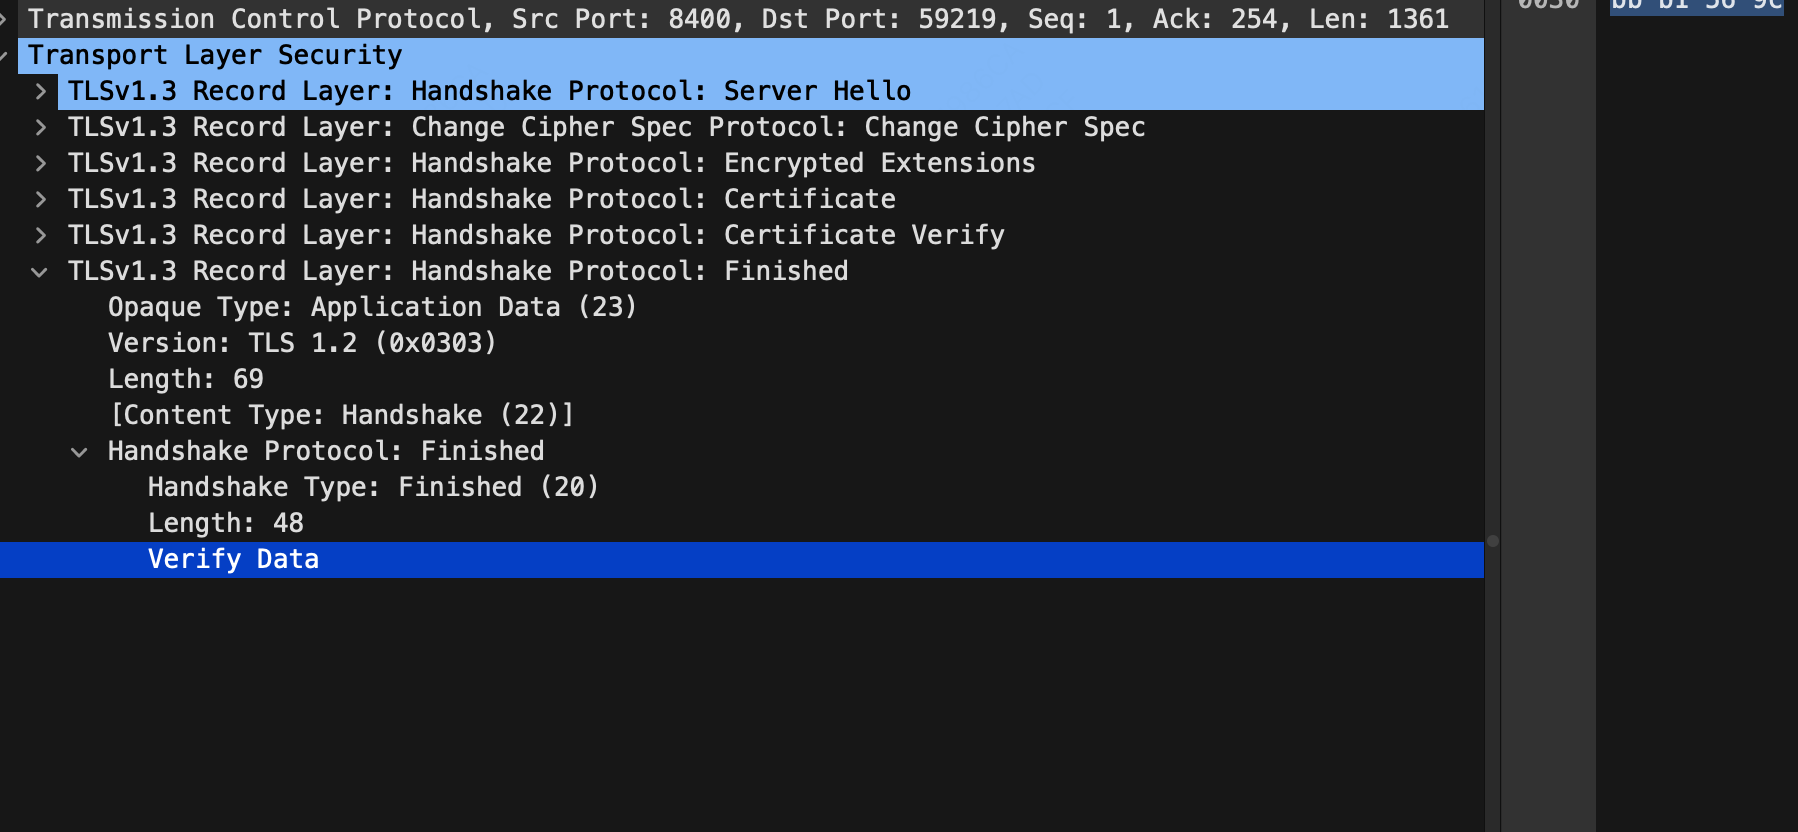 Transmission Control Protocol, Src Port: 8400, Dst Port: 59219, Seq: 1, Ack: 254, Len: 1361
Transport Layer Security
TLSv1.3 Record Layer: Handshake Protocol: Server Hello
TLSv1.3 Record Layer: Change Cipher Spec Protocol: Change Cipher Spec
TLSv1.3 Record Layer: Handshake Protocol: Encrypted Extensions
TLSv1.3 Record Layer: Handshake Protocol: Certificate
TLSv1.3 Record Layer: Handshake Protocol: Certificate Verify
TLSv1.3 Record Layer: Handshake Protocol: Finished
Opaque Type: Application Data (23)
Version: TLS 1.2 (0x0303)
Length: 69
[Content Type: Handshake (22)]
Handshake Protocol: Finished
Handshake Type: Finished (20)
Length: 48
Verify Data